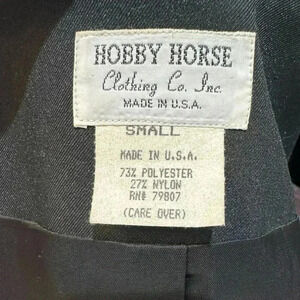 HOBBY HORSE
Clothing Co. Inc.
MADE IN U.S.A.
SMALL
MADE IN U.S.A.
73% POLYESTER
27% NYLON
RN# 79807
(CARE OVER)